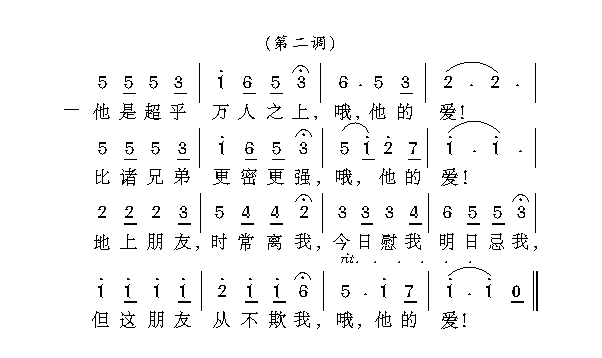 (第二调)
5 5 5 3 | i 6 5 3 | 6 . 5 3 | 2 . 2 . |
一 他是超乎 万人之上，哦，他的 爱！
5 5 5 3 | i 6 5 3 | 5 i 2 7 | i . i . |
比诸兄弟 更密更强，哦，他的 爱！
2 2 2 3 | 5 4 4 2 | 3 3 3 4 | 6 5 5 3 |
地上朋友，时常离我，今日慰我 明日忌我，
rit. . . . . .
i i i i | 2 i i 6 | 5 . i 7 | i . i 0 ‖
但这朋友 从不欺我，哦，他的 爱！